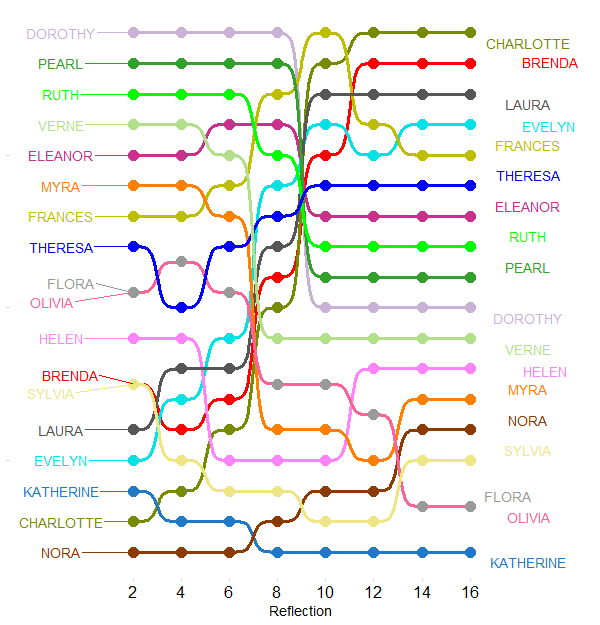 DOROTHY
PEARL
RUTH
VERNE
ELEANOR
MYRA
FRANCES
THERESA
FLORA
OLIVIA
HELEN
BRENDA
SYLVIA
LAURA
EVELYN
KATHERINE
CHARLOTTE
NORA
CHARLOTTE
BRENDA
LAURA
EVELYN
FRANCES
THERESA
ELEANOR
RUTH
PEARL
DOROTHY
VERNE
HELEN
MYRA
NORA
SYLVIA
FLORA
OLIVIA
KATHERINE
2 4 6 8 10 12 14 16
Reflection